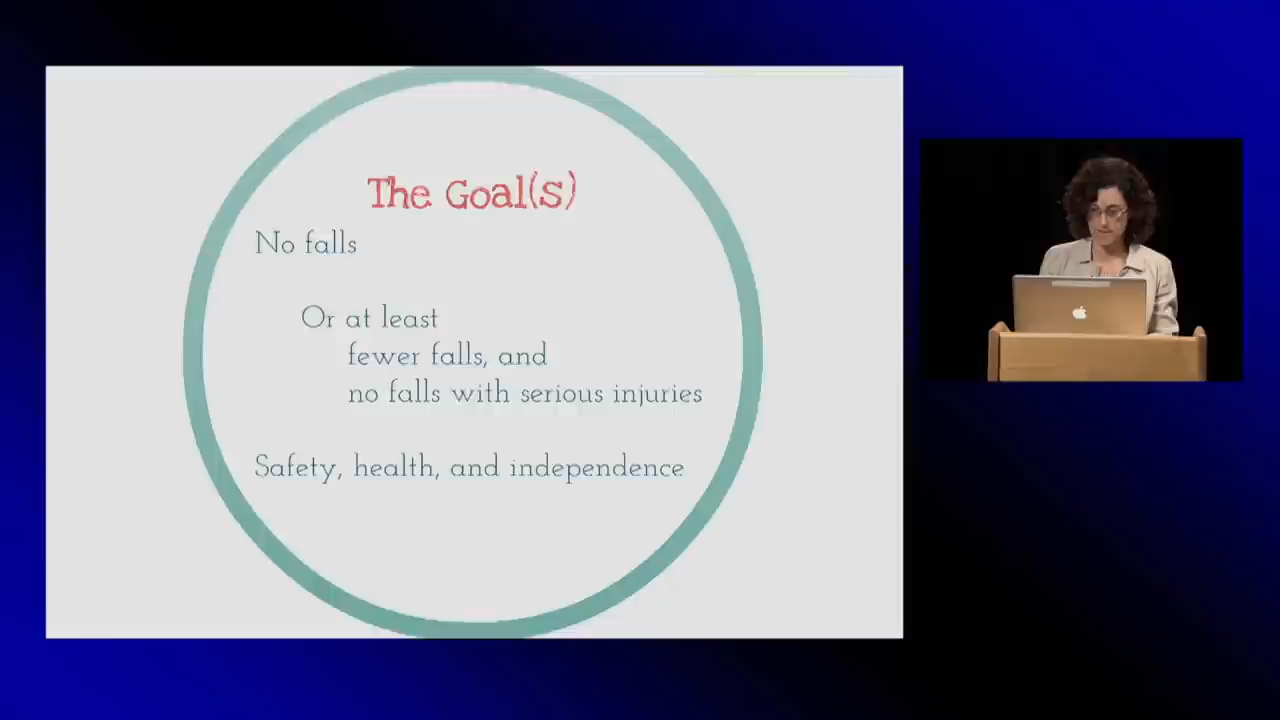 The Goal(s)
No falls
Or at least
fewer falls, and
no falls with serious injuries
Safety, health, and independence